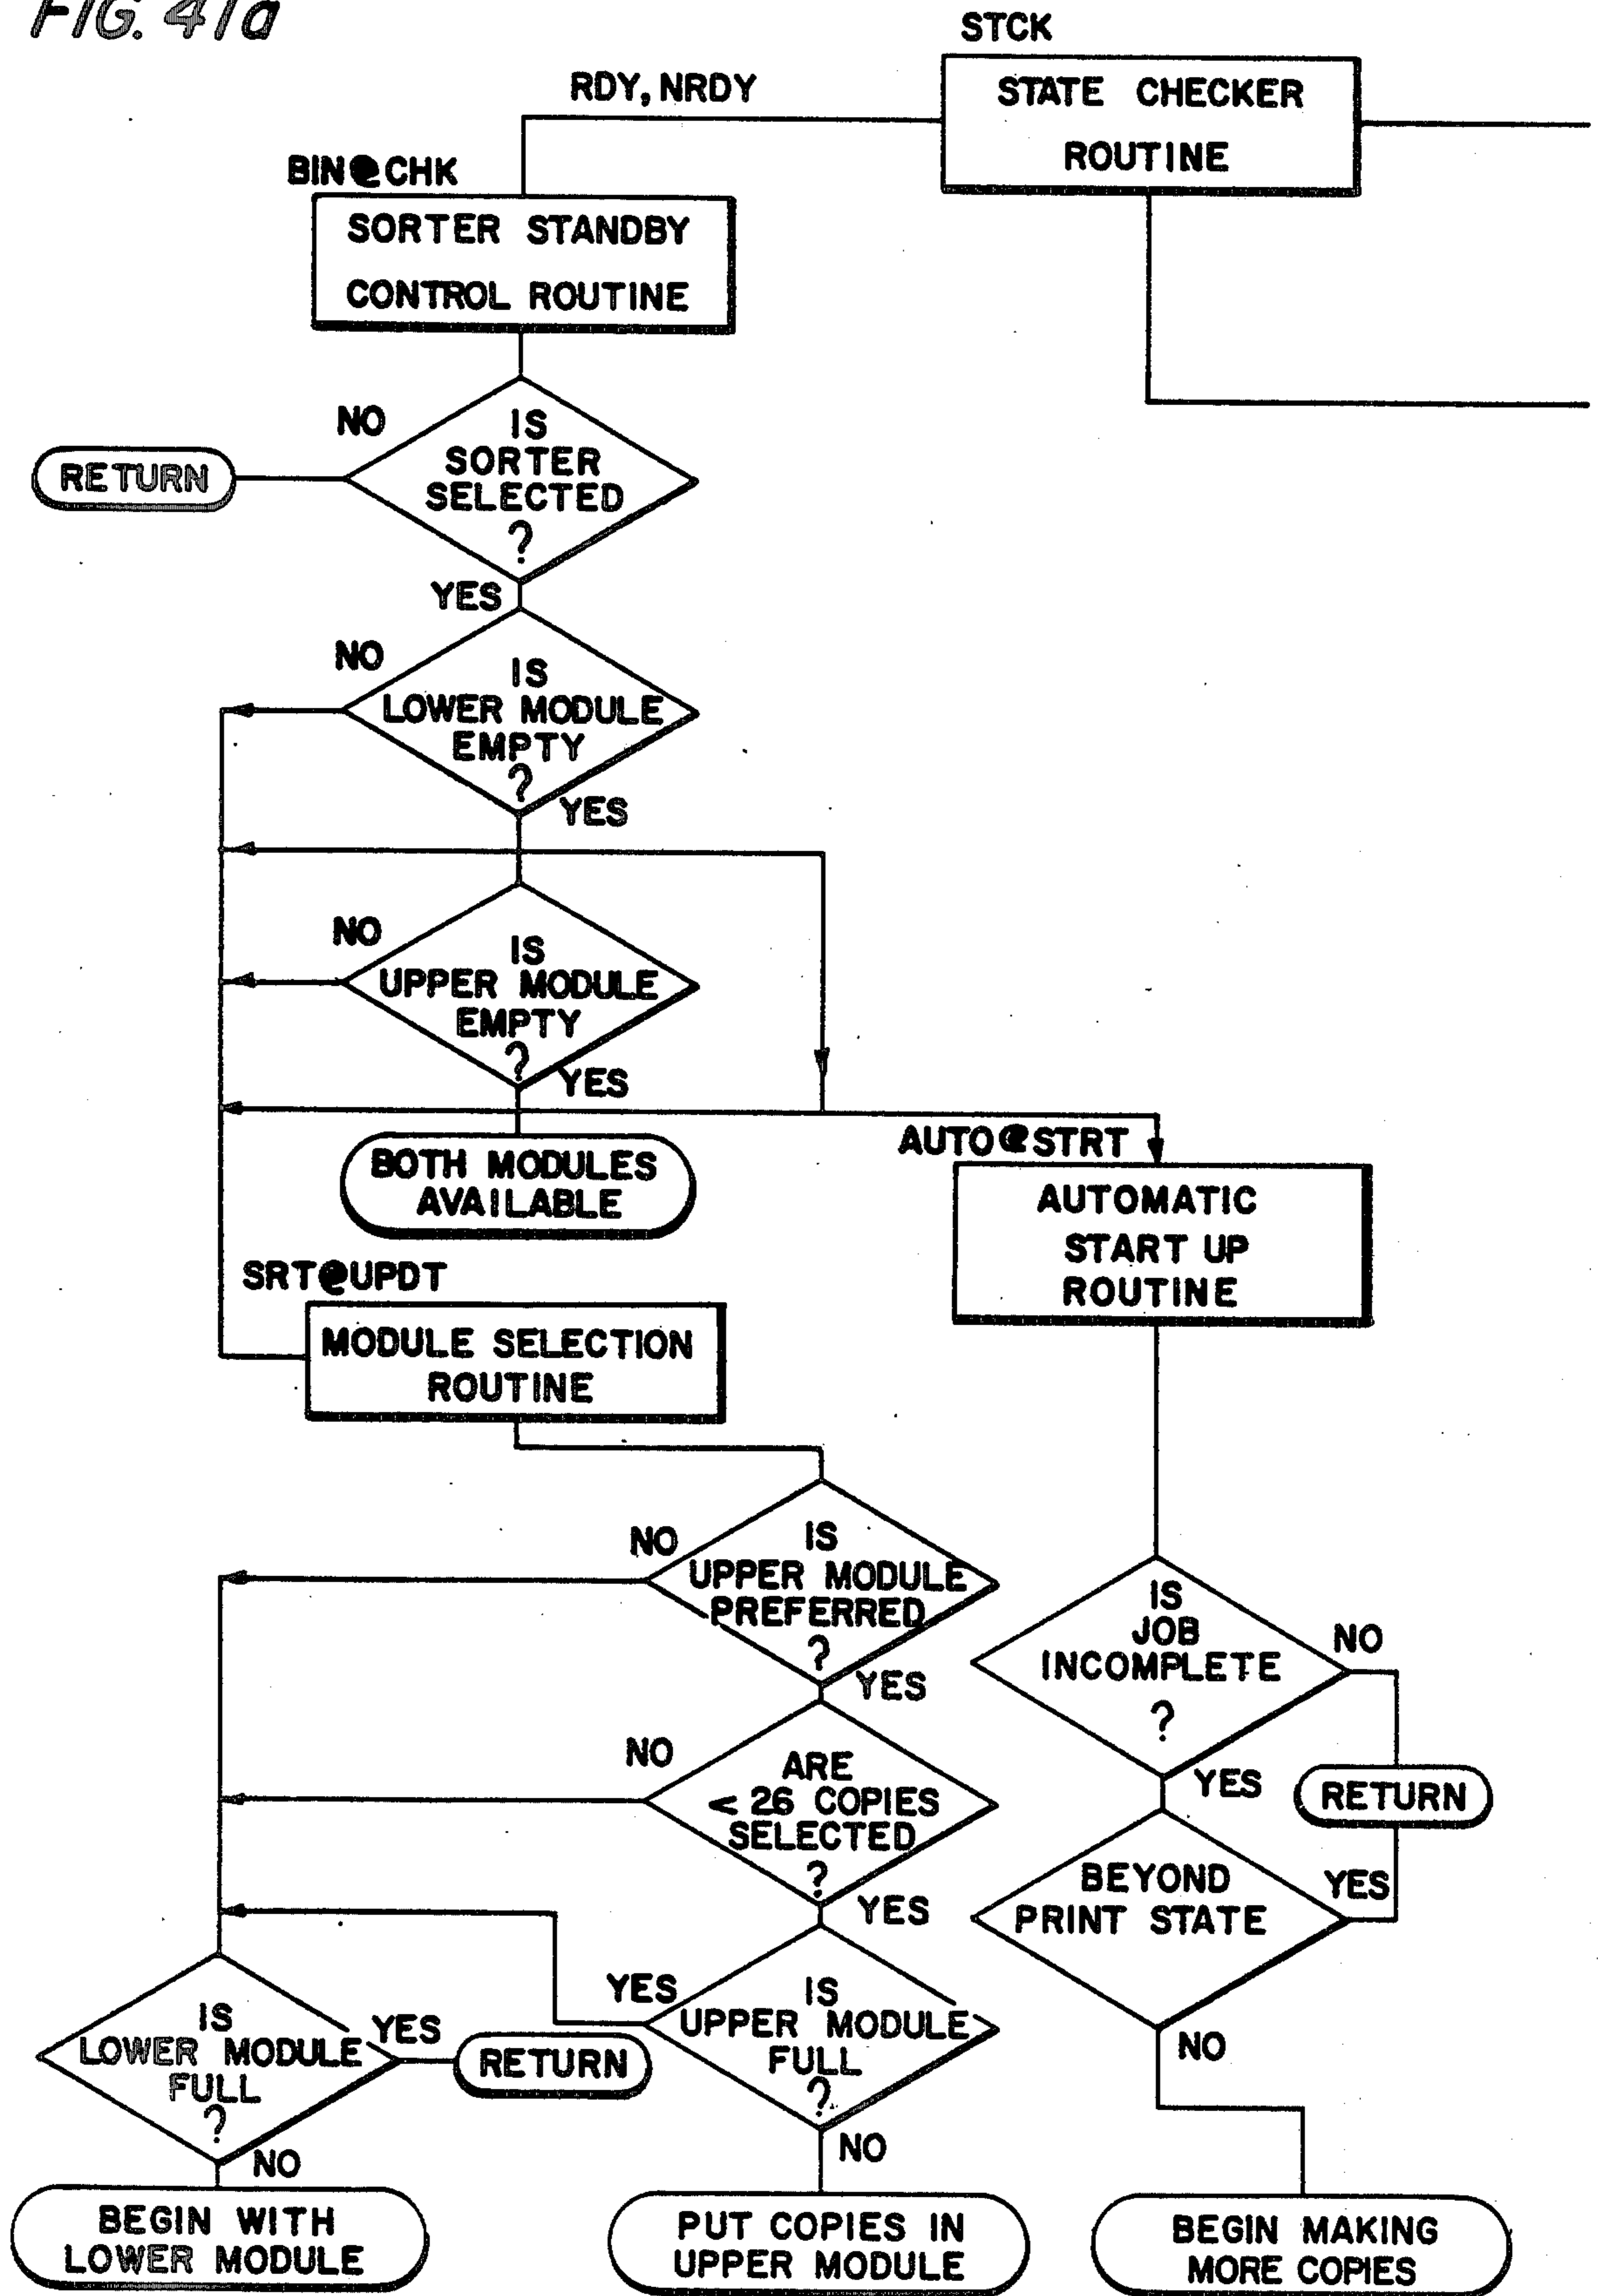 FIG. 41a
STCK
STATE CHECKER
ROUTINE
RDY, NRDY
BIN@CHK
SORTER STANDBY
CONTROL ROUTINE
NO
IS
SORTER
SELECTED
?
RETURN
YES
NO
IS
LOWER MODULE
EMPTY
?
YES
NO
IS
UPPER MODULE
EMPTY
?
YES
BOTH MODULES
AVAILABLE
AUTO@STRT
AUTOMATIC
START UP
ROUTINE
SRT@UPDT
MODULE SELECTION
ROUTINE
NO
IS
UPPER MODULE
PREFERRED
?
YES
IS
JOB
INCOMPLETE
?
NO
YES
RETURN
NO
ARE
< 26 COPIES
SELECTED
?
YES
BEYOND
PRINT STATE
YES
NO
YES
IS
UPPER MODULE
FULL
?
NO
IS
LOWER MODULE
FULL
?
YES
RETURN
NO
BEGIN WITH
LOWER MODULE
PUT COPIES IN
UPPER MODULE
BEGIN MAKING
MORE COPIES